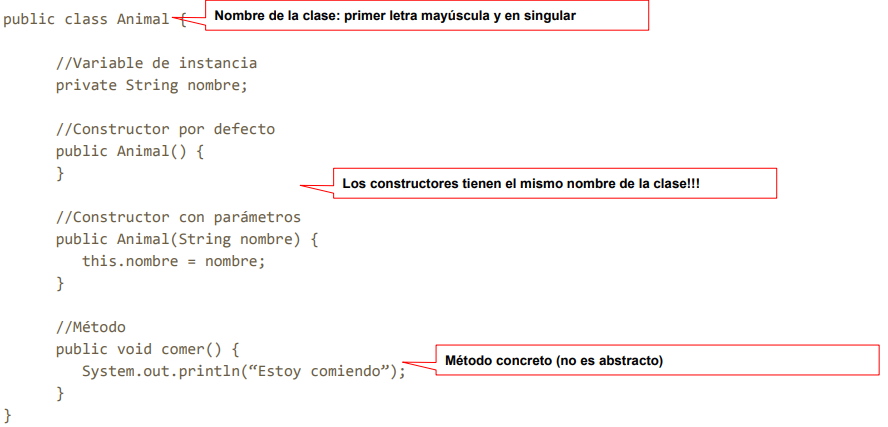 public class Animal {
Nombre de la clase: primer letra mayúscula y en singular
//Variable de instancia
private String nombre;
//Constructor por defecto
public Animal() {
}
Los constructores tienen el mismo nombre de la clase!!!
//Constructor con parámetros
public Animal(String nombre) {
this.nombre = nombre;
}
//Método
public void comer() {
Método concreto (no es abstracto)
System.out.println(“Estoy comiendo”);
}
}